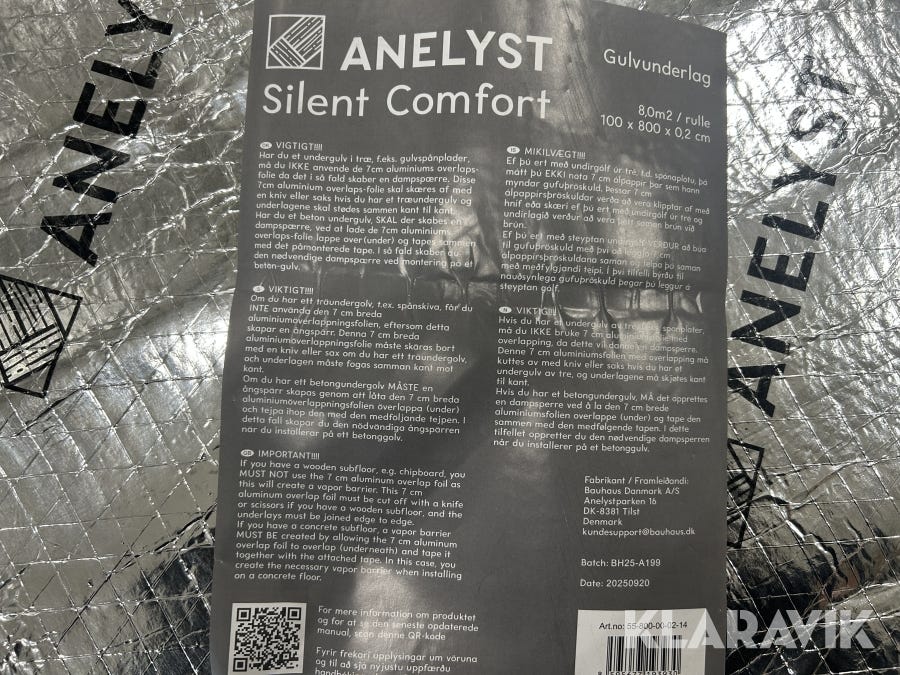 ANELYST
Silent Comfort
Gulvunderlag
8,0m2 / rulle
100 x 800 x 0,2 cm
DK VIGTIGT!!!!
Har du et undergulv i træ, f.eks. gulvspånplader,
må du IKKE anvende de 7cm aluminiums overlaps-
folie da det i så fald skaber en dampspærre. Disse
7cm aluminium overlaps-folie skal skæres af med
en kniv eller saks hvis du har et træundergulv og
underlagene skal stødes sammen kant til kant.
Har du et beton undergulv, SKAL der skabes en
dampspærre, ved at lade de 7cm aluminium
overlaps-folie lappe over(under) og tapes sammen
med det påmonterede tape. I så fald skaber du
den nødvendige dampspærre ved montering på et
beton-gulv.
S VIKTIGT!!!!
Om du har ett träundergolv, t.ex. spånskiva, får du
INTE använda den 7 cm breda
aluminiumöverlappningsfolien, eftersom detta
skapar en ångspärr. Denna 7 cm breda
aluminiumöverlappningsfolie måste skäras bort
med en kniv eller sax om du har ett träundergolv,
och underlagen måste fogas samman kant mot
kant.
Om du har ett betongundergolv MÅSTE en
ångspärr skapas genom att låta den 7 cm breda
aluminiumöverlappningsfolien överlappa (under)
och tejpa ihop den med den medföljande tejpen. I
detta fall skapar du den nödvändiga ångspärren
när du installerar på ett betonggolv.
GB IMPORTANT!!!!
If you have a wooden subfloor, e.g. chipboard, you
MUST NOT use the 7 cm aluminum overlap foil as
this will create a vapor barrier. This 7 cm
aluminum overlap foil must be cut off with a knife
or scissors if you have a wooden subfloor, and the
underlays must be joined edge to edge.
If you have a concrete subfloor, a vapor barrier
MUST BE created by allowing the 7 cm aluminum
overlap foil to overlap (underneath) and tape it
together with the attached tape. In this case, you
create the necessary vapor barrier when installing
on a concrete floor.
IS MIKILVÆGT!!!!
Ef þú ert með undirgólf úr tré, t.d. spónaplötu, þá
mátt þú EKKI nota 7 cm álpappír þar sem hann
myndar gufuþröskuld. Þessar 7 cm
álpappírsþröskuldar verða að vera klipptar af með
hníf eða skæri ef þú ert með undirgólf úr tré og
undirlagið verður að vera þétt saman brún við
brún.
Ef þú ert með steyptan undirgólf VERÐUR að búa
til gufuþröskuld með því að leggja 7 cm
álpappírsþröskuldana saman og teipa þá saman
með meðfylgjandi teipi. Í því tilfelli býrðu til
nauðsynlega gufuþröskuld þegar þú leggur á
steyptan gólf.
N VIKTIG!!!!
Hvis du har et undergulv av tre, f.eks. sponplater,
må du IKKE bruke 7 cm aluminiumsfolie med
overlapping, da dette vil danne en dampsperre.
Denne 7 cm aluminiumsfolien med overlapping må
kuttes av med kniv eller saks hvis du har et
undergulv av tre, og underlagene må skjøtes kant
til kant.
Hvis du har et betongundergulv, MÅ det opprettes
en dampsperre ved å la den 7 cm brede
aluminiumsfolien overlappe (under) og tape den
sammen med den medfølgende tapen. I dette
tilfellet oppretter du den nødvendige dampsperren
når du installerer på et betonggulv.
Fabrikant / Framleiðandi:
Bauhaus Danmark A/S
Anelystparken 16
DK-8381 Tilst
Denmark
kundesupport@bauhaus.dk
Batch: BH25-A199
Date: 20250920
For mere information om produktet
og for at se den seneste opdaterede
manual, scan denne QR-kode
Fyrir frekari upplýsingar um vöruna
og til að sjá nýjustu uppfærðu
Art.no: 55-800-00-02-14
ANELY
ANELYST
KLARAVIK